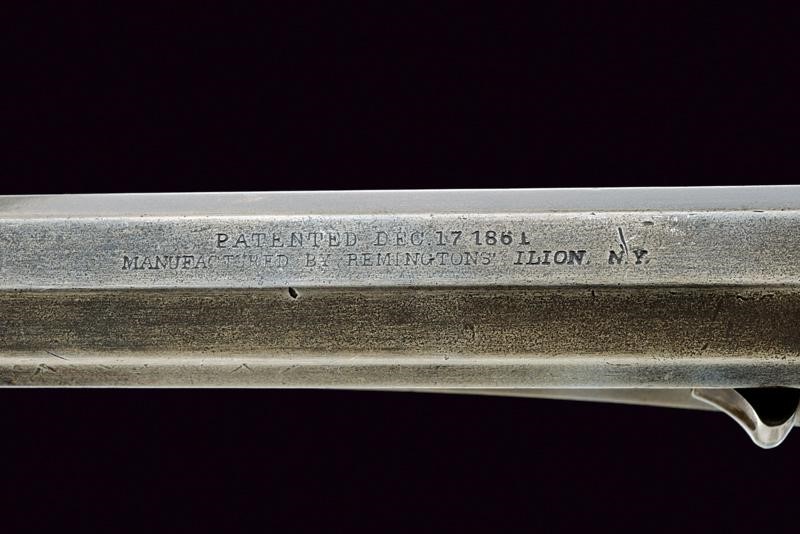 PATENTED DEC. 17 1861
MANUFACTURED BY REMINGTONS' ILION, N.Y.